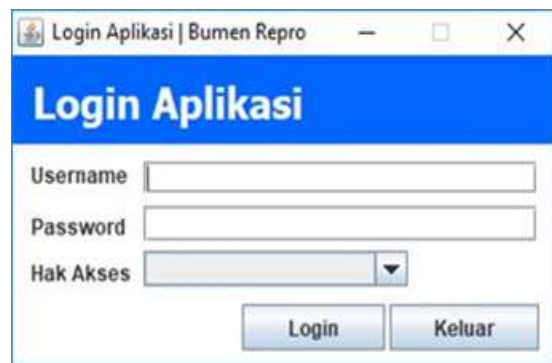 Login Aplikasi | Bumen Repro
Login Aplikasi
Username
Password
Hak Akses
Login Keluar